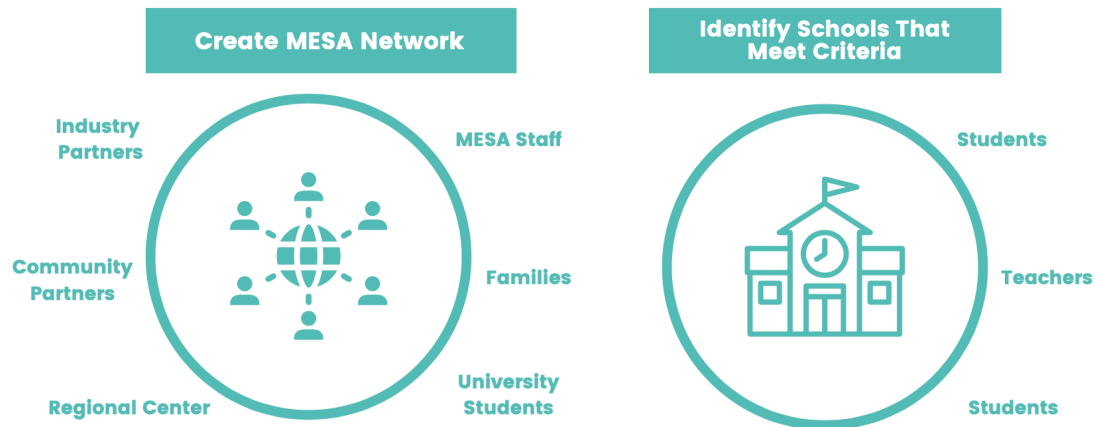 Create MESA Network
Industry
Partners
MESA Staff
Community
Partners
Families
Regional Center
University
Students
Identify Schools That
Meet Criteria
Students
Teachers
Students